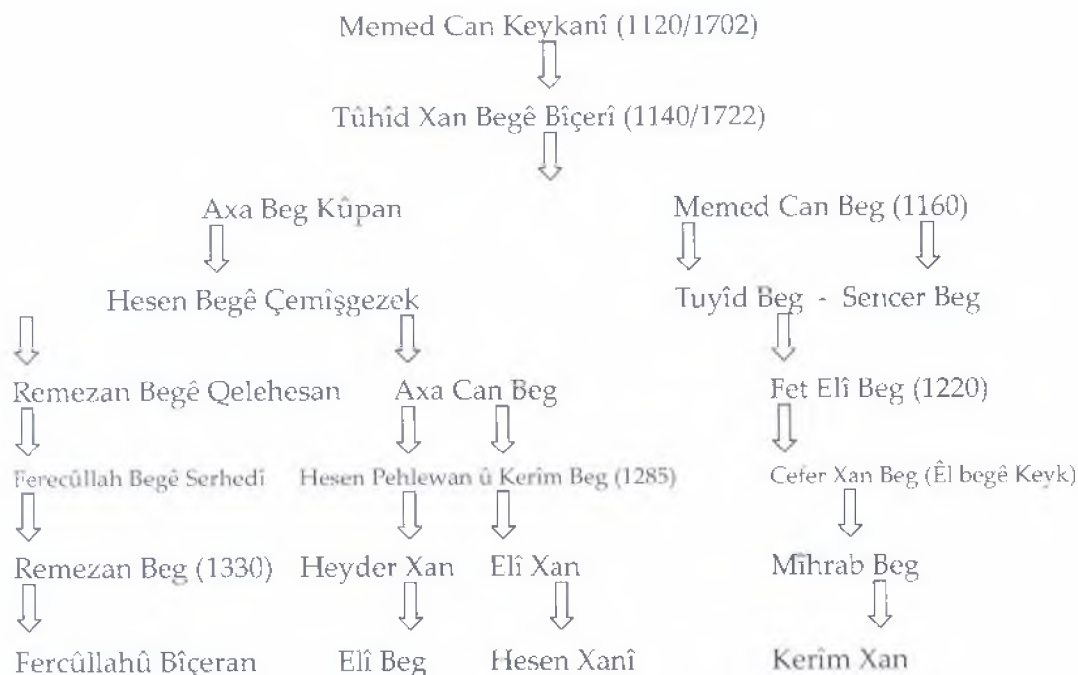 Memed Can Keykanî (1120/1702)
Tûhîd Xan Begê Bîçerî (1140/1722)
Axa Beg Kûpan Memed Can Beg (1160)
Hesen Begê Çemîşgezek Tuyîd Beg - Sencer Beg
Remezan Begê Qelehesan Axa Can Beg Fet Elî Beg (1220)
Ferecûllah Begê Serhedî Hesen Pehlewan û Kerîm Beg (1285) Cefer Xan Beg (Êl begê Keyk)
Remezan Beg (1330) Heyder Xan Elî Xan Mîhrab Beg
Fercûllahû Bîçeran Elî Beg Hesen Xanî Kerîm Xan